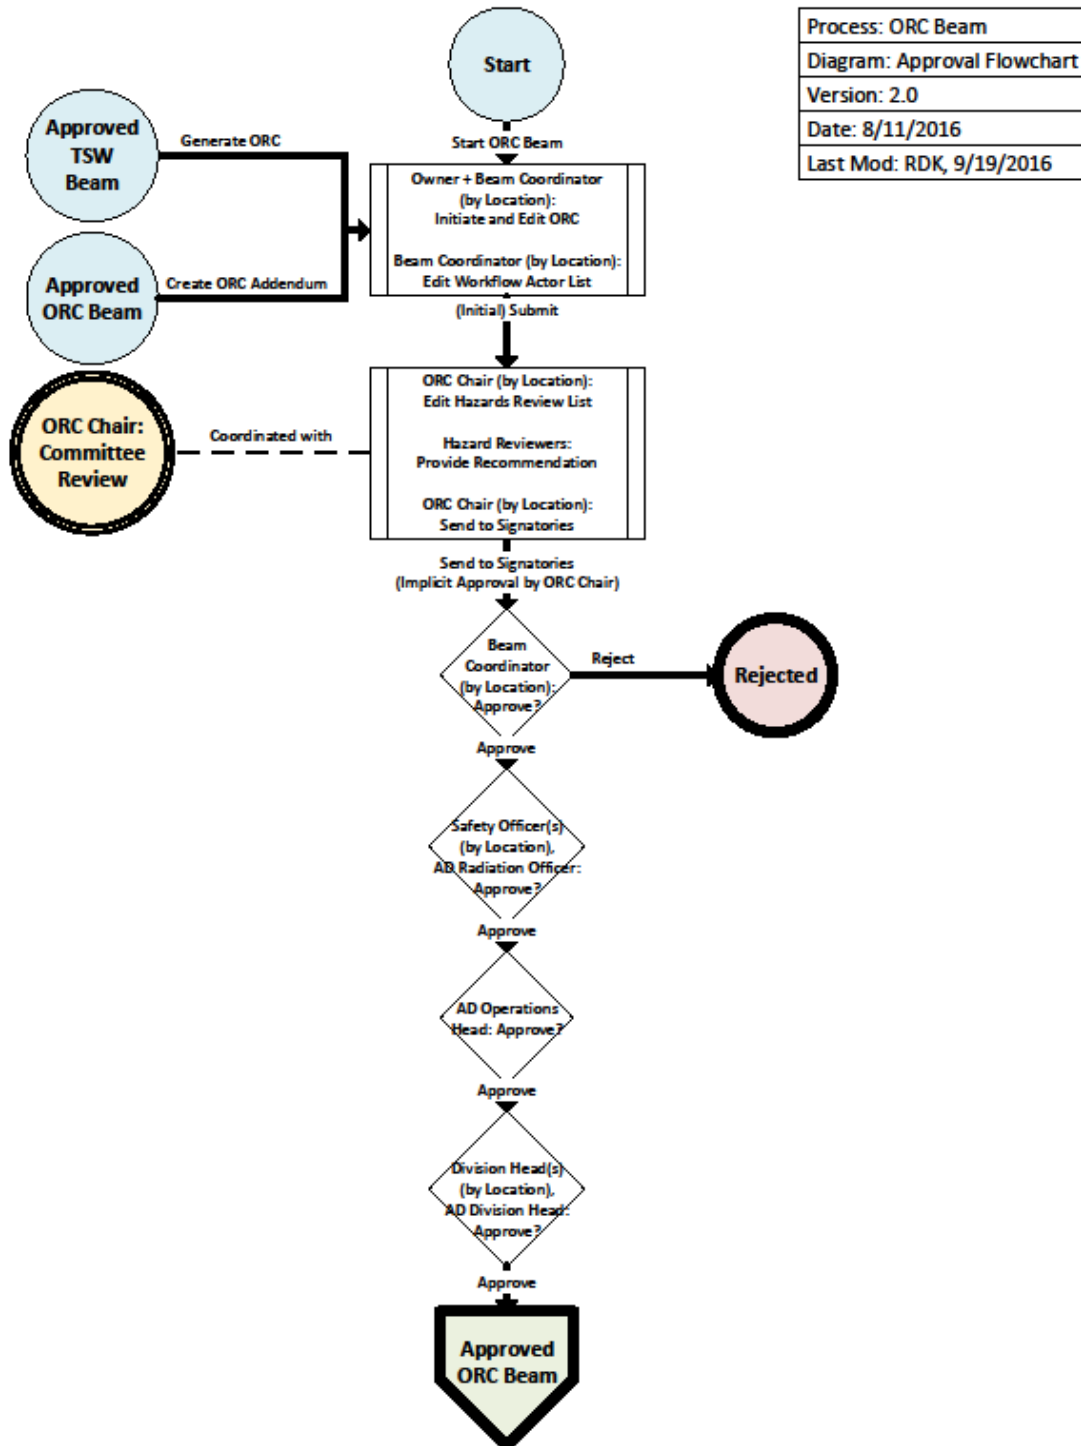 Process: ORC Beam
Diagram: Approval Flowchart
Version: 2.0
Date: 8/11/2016
Last Mod: RDK, 9/19/2016
Start
Start ORC Beam
Approved
TSW
Beam
Generate ORC
Approved
ORC Beam
Create ORC Addendum
Owner + Beam Coordinator
(by Location):
Initiate and Edit ORC
Beam Coordinator (by Location):
Edit Workflow Actor List
(Initial) Submit
ORC Chair:
Committee
Review
Coordinated with
ORC Chair (by Location):
Edit Hazards Review List
Hazard Reviewers:
Provide Recommendation
ORC Chair (by Location):
Send to Signatories
Send to Signatories
(Implicit Approval by ORC Chair)
Beam
Coordinator
(by Location):
Approve?
Reject
Rejected
Approve
Safety Officer(s)
(by Location),
AD Radiation Officer:
Approve?
Approve
AD Operations
Head: Approve?
Approve
Division Head(s)
(by Location),
AD Division Head:
Approve?
Approve
Approved
ORC Beam